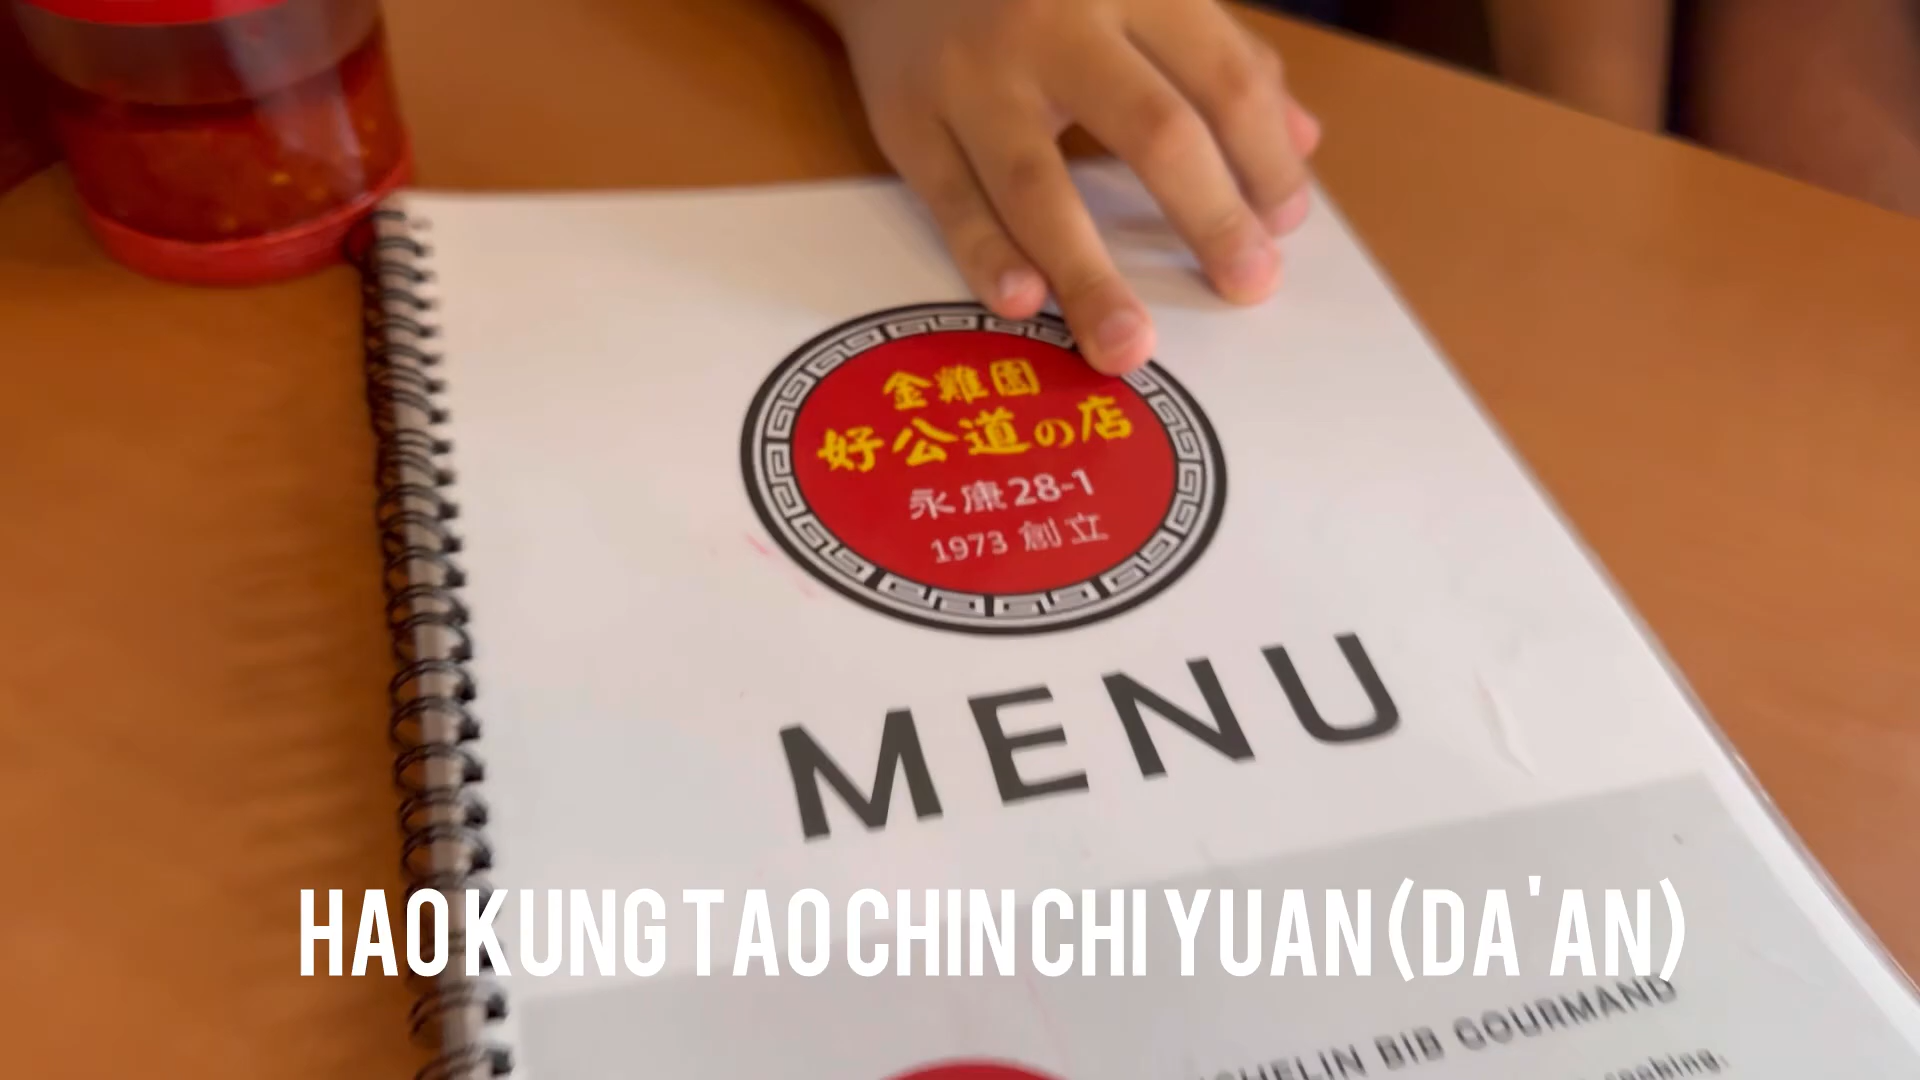 金雞園
好公道の店
永康28-1
1973 創立
MENU
HAO KUNG TAO CHIN CHI YUAN (DA'AN)
BIB GOURMAND
cooking.